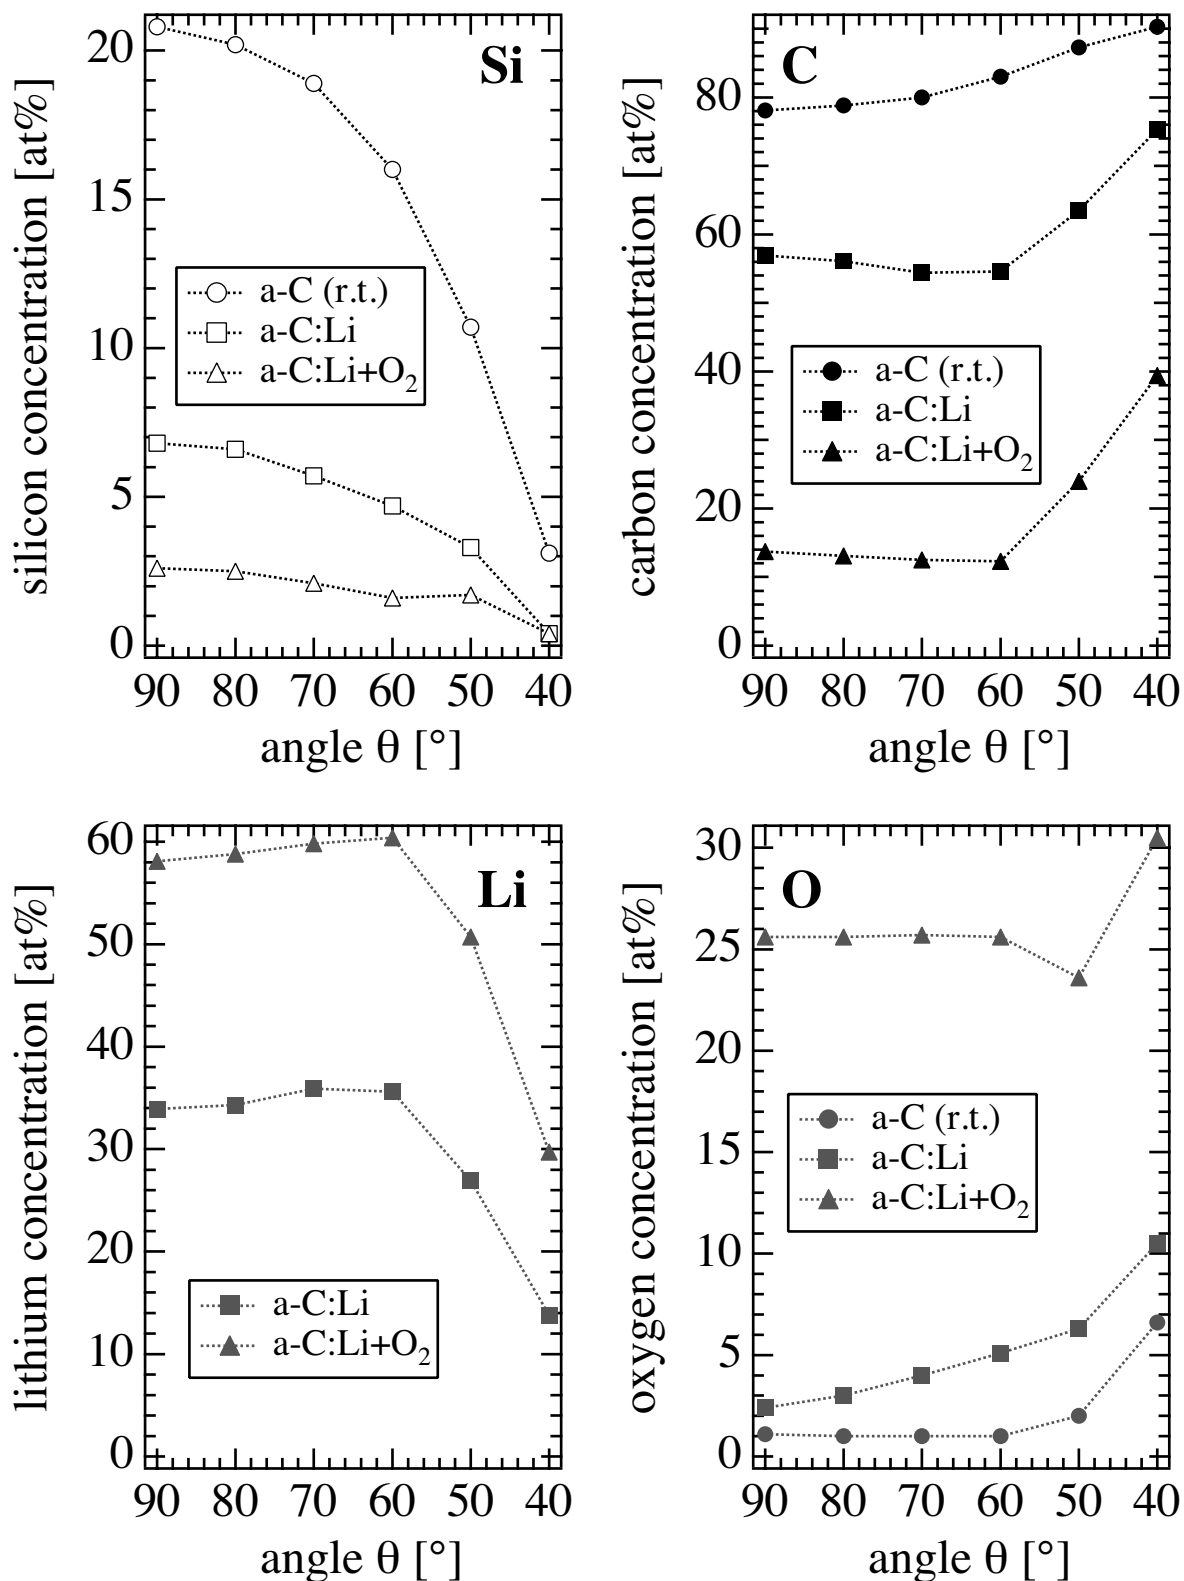 silicon concentration [at%]
20
15
10
5
0
Si
a-C (r.t.)
a-C:Li
a-C:Li+O₂
90 80 70 60 50 40
angle θ [°]
carbon concentration [at%]
80
60
40
20
0
C
a-C (r.t.)
a-C:Li
a-C:Li+O₂
90 80 70 60 50 40
angle θ [°]
lithium concentration [at%]
60
50
40
30
20
10
0
Li
a-C:Li
a-C:Li+O₂
90 80 70 60 50 40
angle θ [°]
oxygen concentration [at%]
30
25
20
15
10
5
0
O
a-C (r.t.)
a-C:Li
a-C:Li+O₂
90 80 70 60 50 40
angle θ [°]